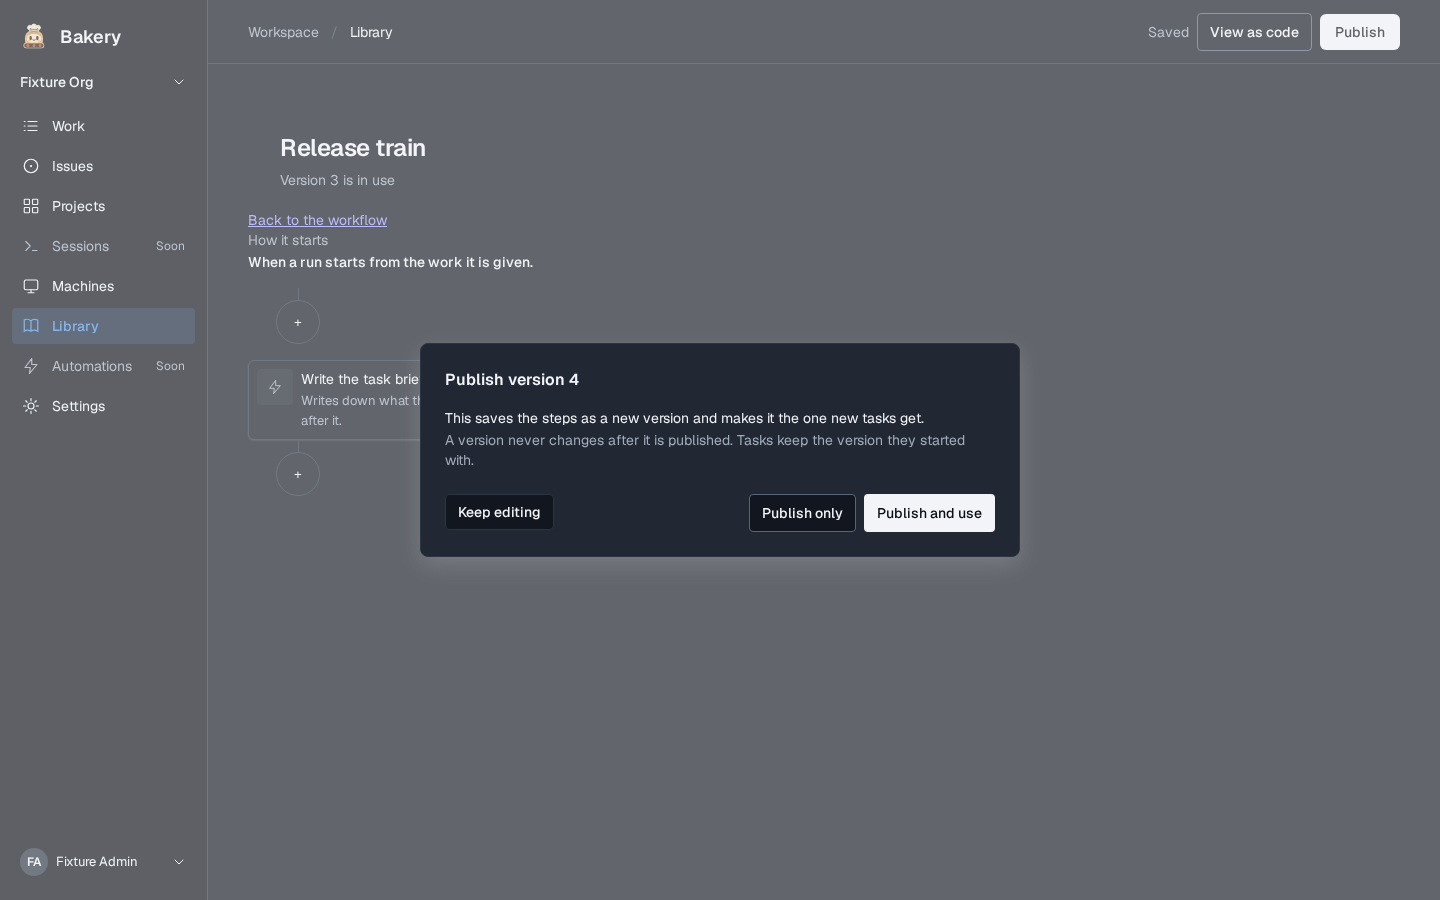 Bakery
Workspace / Library
Saved
View as code
Publish
Fixture Org
Work
Issues
Projects
Sessions Soon
Machines
Library
Automations Soon
Settings
Release train
Version 3 is in use
Back to the workflow
How it starts
When a run starts from the work it is given.
+
Write the task brie
Writes down what th
after it.
+
Publish version 4
This saves the steps as a new version and makes it the one new tasks get.
A version never changes after it is published. Tasks keep the version they started
with.
Keep editing
Publish only
Publish and use
FA
Fixture Admin